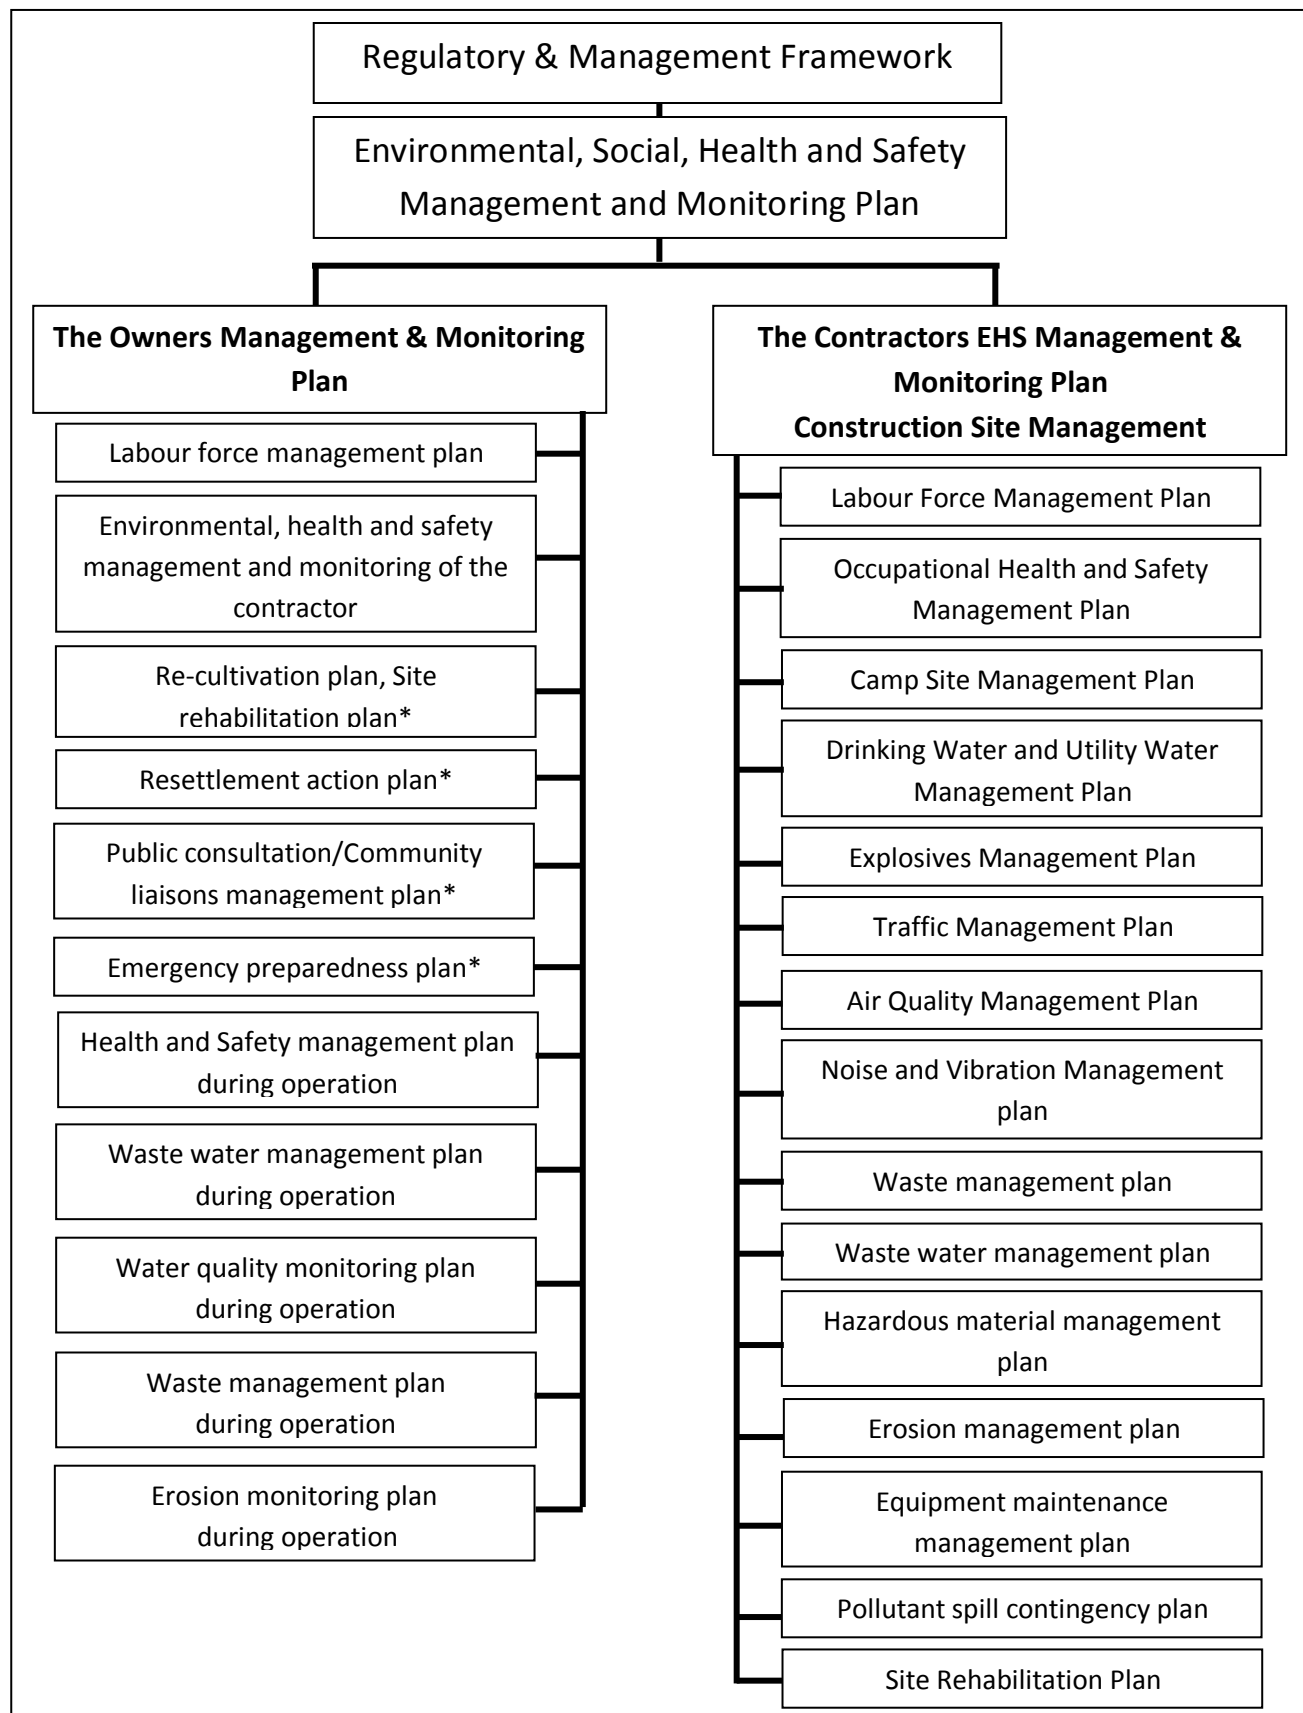 Regulatory & Management Framework
Environmental, Social, Health and Safety
Management and Monitoring Plan
The Owners Management & Monitoring
Plan
Labour force management plan
Environmental, health and safety
management and monitoring of the
contractor
Re-cultivation plan, Site
rehabilitation plan*
Resettlement action plan*
Public consultation/Community
liaisons management plan*
Emergency preparedness plan*
Health and Safety management plan
during operation
Waste water management plan
during operation
Water quality monitoring plan
during operation
Waste management plan
during operation
Erosion monitoring plan
during operation
The Contractors EHS Management &
Monitoring Plan
Construction Site Management
Labour Force Management Plan
Occupational Health and Safety
Management Plan
Camp Site Management Plan
Drinking Water and Utility Water
Management Plan
Explosives Management Plan
Traffic Management Plan
Air Quality Management Plan
Noise and Vibration Management
plan
Waste management plan
Waste water management plan
Hazardous material management
plan
Erosion management plan
Equipment maintenance
management plan
Pollutant spill contingency plan
Site Rehabilitation Plan